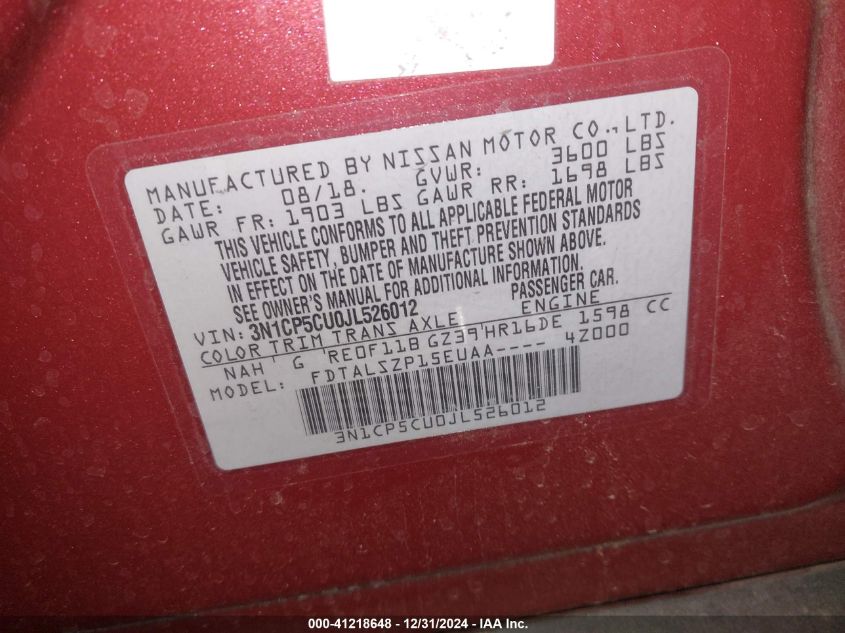 MANUFACTURED BY NISSAN MOTOR CO., LTD.
DATE: 08/18. GVWR: 3600 LBS
GAWR FR: 1903 LBS GAWR RR: 1698 LBS
THIS VEHICLE CONFORMS TO ALL APPLICABLE FEDERAL MOTOR
VEHICLE SAFETY, BUMPER AND THEFT PREVENTION STANDARDS
IN EFFECT ON THE DATE OF MANUFACTURE SHOWN ABOVE.
SEE OWNER'S MANUAL FOR ADDITIONAL INFORMATION.
VIN: 3N1CP5CU0JL526012 PASSENGER CAR.
COLOR TRIM TRANS AXLE ENGINE
NAH ' G 'RE0F11B GZ39'HR16DE 1598 CC
MODEL: FDTALSZP15EUAA---- 4Z000
3N1CP5CU0JL526012
000-41218648 - 12/31/2024 - IAA Inc.